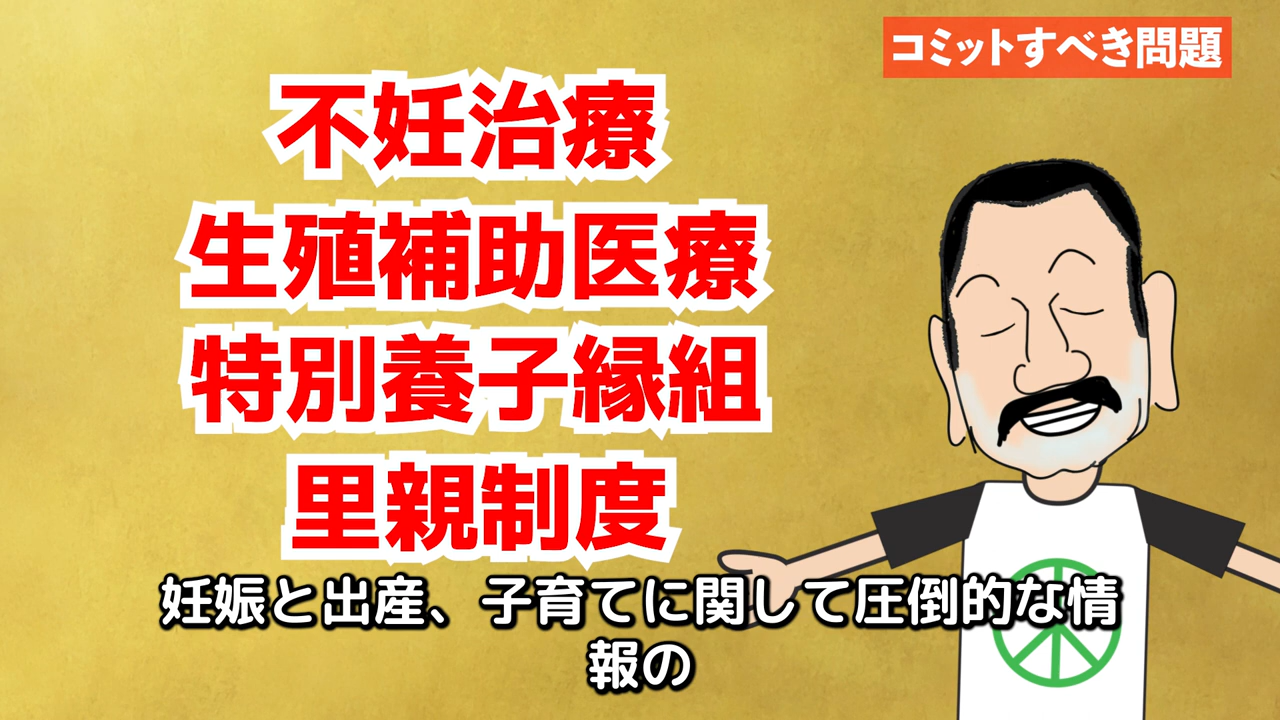 コミットすべき問題
不妊治療
生殖補助医療
特別養子縁組
里親制度
妊娠と出産、子育てに関して圧倒的な情
報の